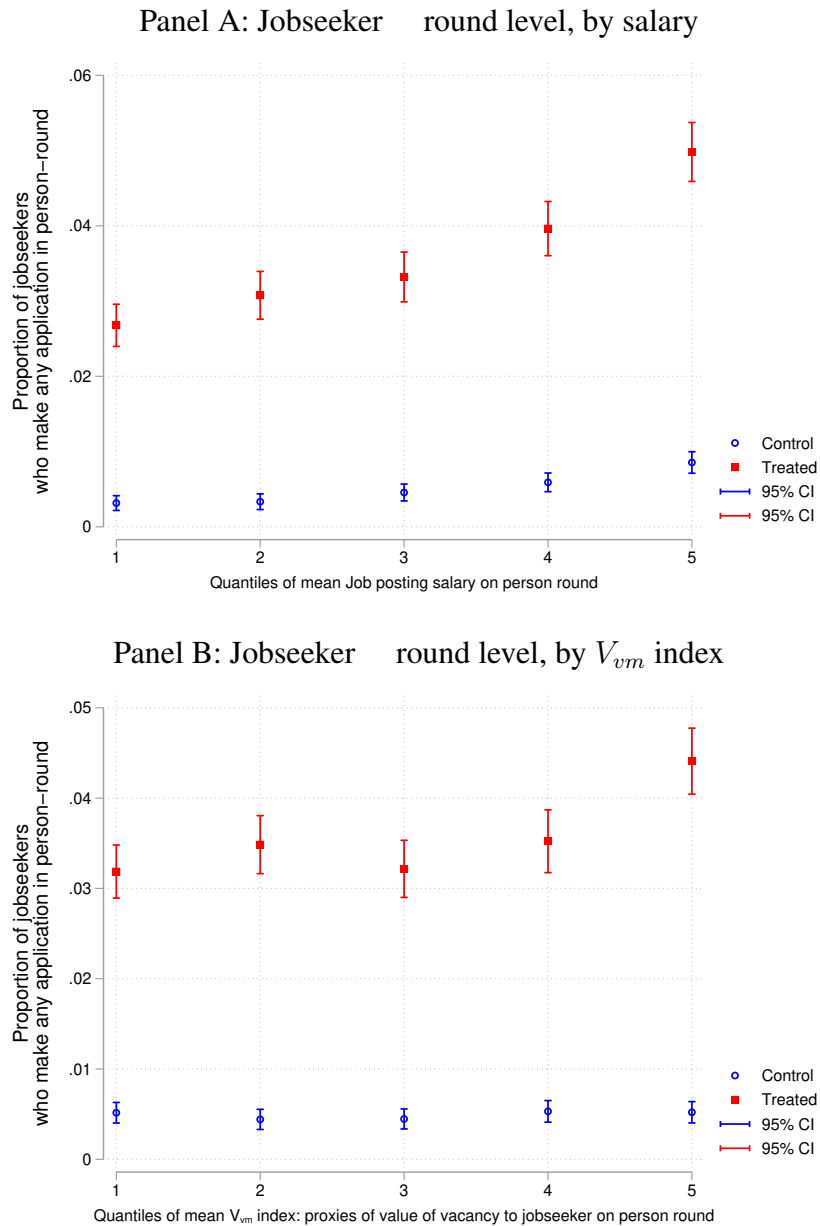 Panel A: Jobseeker round level, by salary
Proportion of jobseekers
who make any application in person−round
.06
.04
.02
0
1 2 3 4 5
Quantiles of mean Job posting salary on person round
Control
Treated
95% CI
95% CI
Panel B: Jobseeker round level, by V_{vm} index
Proportion of jobseekers
who make any application in person−round
.05
.04
.03
.02
.01
0
1 2 3 4 5
Quantiles of mean V_{vm} index: proxies of value of vacancy to jobseeker on person round
Control
Treated
95% CI
95% CI